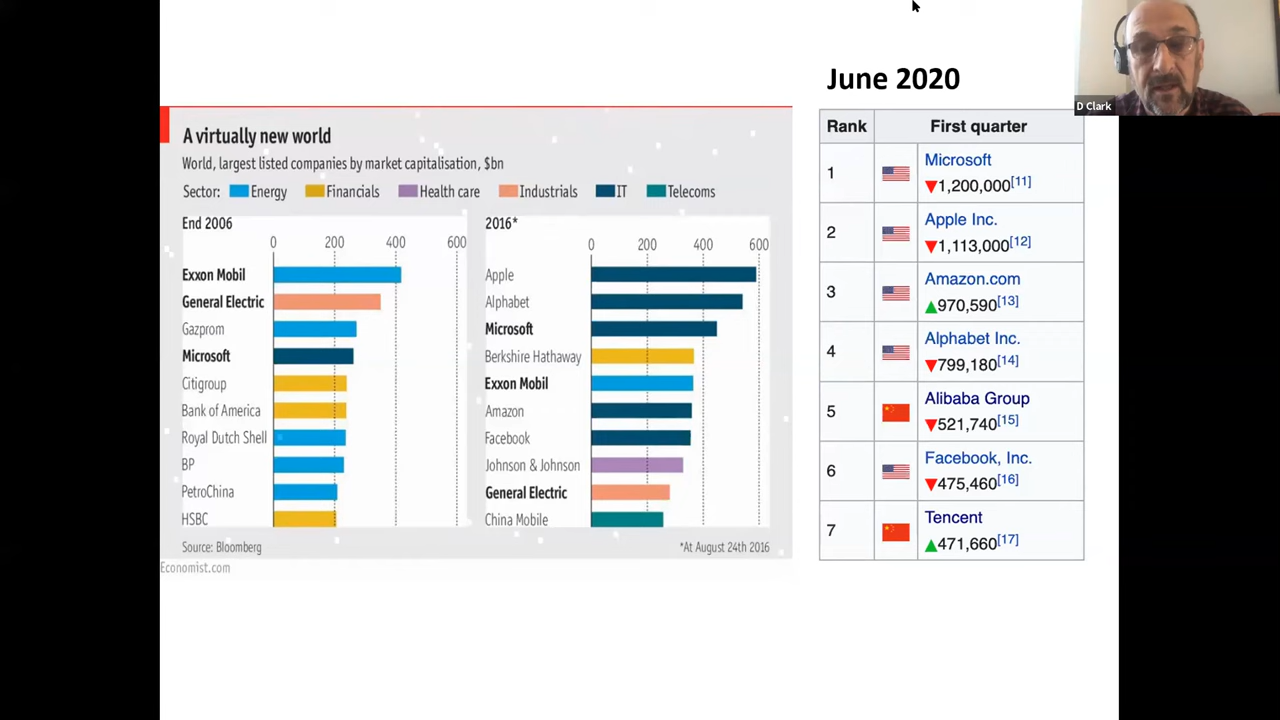 June 2020
D Clark
A virtually new world
World, largest listed companies by market capitalisation, $bn
Sector: Energy Financials Health care Industrials IT Telecoms
End 2006
0 200 400 600
Exxon Mobil
General Electric
Gazprom
Microsoft
Citigroup
Bank of America
Royal Dutch Shell
BP
PetroChina
HSBC
Source: Bloomberg
2016*
0 200 400 600
Apple
Alphabet
Microsoft
Berkshire Hathaway
Exxon Mobil
Amazon
Facebook
Johnson & Johnson
General Electric
China Mobile
*At August 24th 2016
Economist.com
Rank First quarter
1 Microsoft
▼1,200,000[11]
2 Apple Inc.
▼1,113,000[12]
3 Amazon.com
▲970,590[13]
4 Alphabet Inc.
▼799,180[14]
5 Alibaba Group
▼521,740[15]
6 Facebook, Inc.
▼475,460[16]
7 Tencent
▲471,660[17]